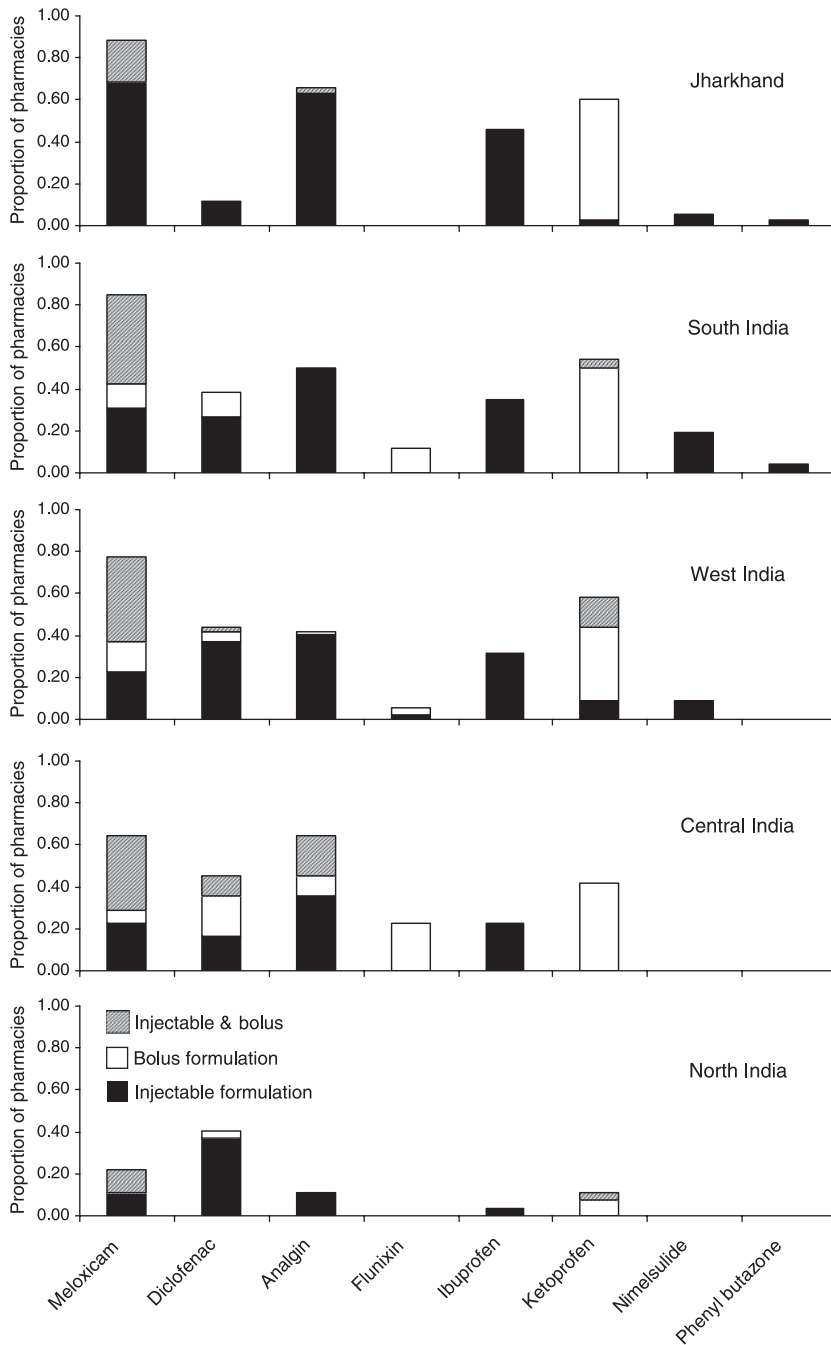 1.00
0.80
0.60
0.40
0.20
0.00
Proportion of pharmacies
Jharkhand
1.00
0.80
0.60
0.40
0.20
0.00
Proportion of pharmacies
South India
1.00
0.80
0.60
0.40
0.20
0.00
Proportion of pharmacies
West India
1.00
0.80
0.60
0.40
0.20
0.00
Proportion of pharmacies
Central India
1.00
0.80
0.60
0.40
0.20
0.00
Proportion of pharmacies
Injectable & bolus
Bolus formulation
Injectable formulation
North India
Meloxicam
Diclofenac
Analgin
Flunixin
Ibuprofen
Ketoprofen
Nimelsulide
Phenyl butazone